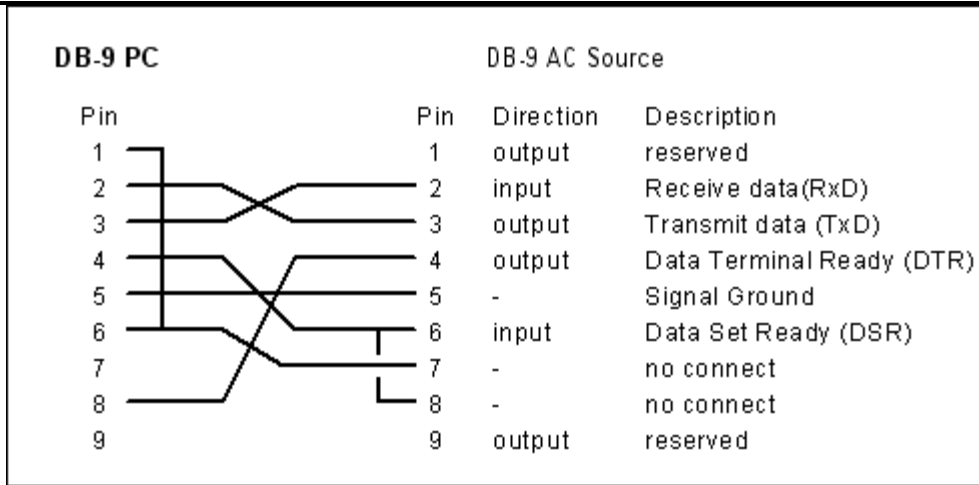 DB-9 PC DB-9 AC Source
Pin Pin Direction Description
1 1 output reserved
2 2 input Receive data(RxD)
3 3 output Transmit data (TxD)
4 4 output Data Terminal Ready (DTR)
5 5 - Signal Ground
6 6 input Data Set Ready (DSR)
7 7 - no connect
8 8 - no connect
9 9 output reserved